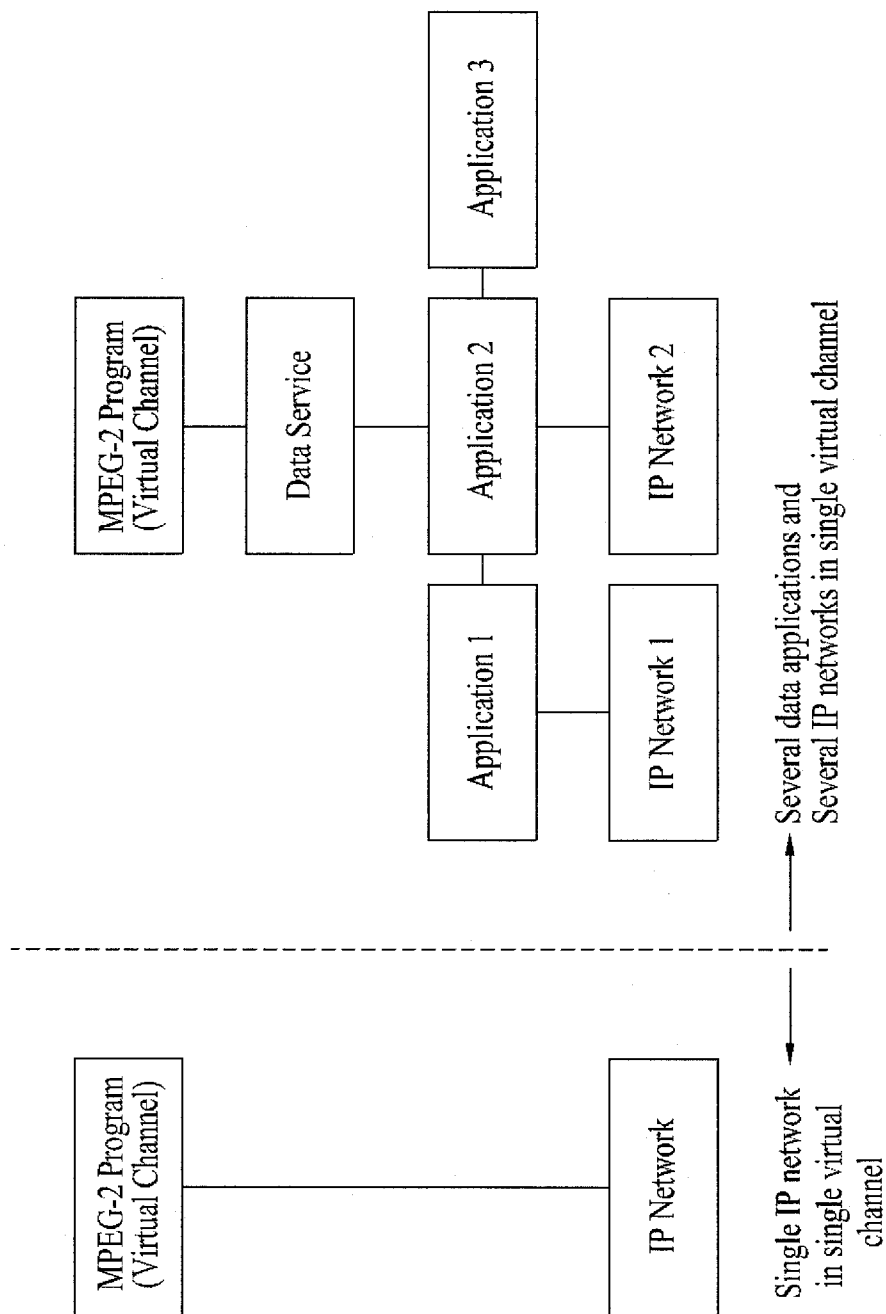 MPEG-2 Program
(Virtual Channel)
IP Network
Single IP network
in single virtual
channel
MPEG-2 Program
(Virtual Channel)
Data Service
Application 1
Application 2
Application 3
IP Network 1
IP Network 2
Several data applications and
Several IP networks in single virtual channel